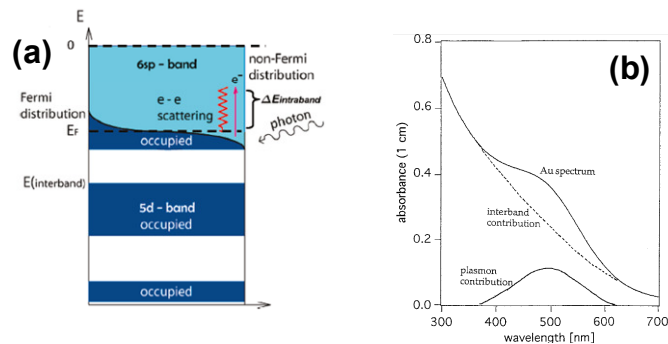 (a)
E
0
6sp - band
non-Fermi
distribution
e-
Fermi
distribution
e - e
scattering
ΔEintraband
photon
EF
occupied
E(interband)
5d - band
occupied
occupied
(b)
0.8
0.6
0.4
0.2
0.0
absorbance (1 cm)
Au spectrum
interband
contribution
plasmon
contribution
300 400 500 600 700
wavelength [nm]